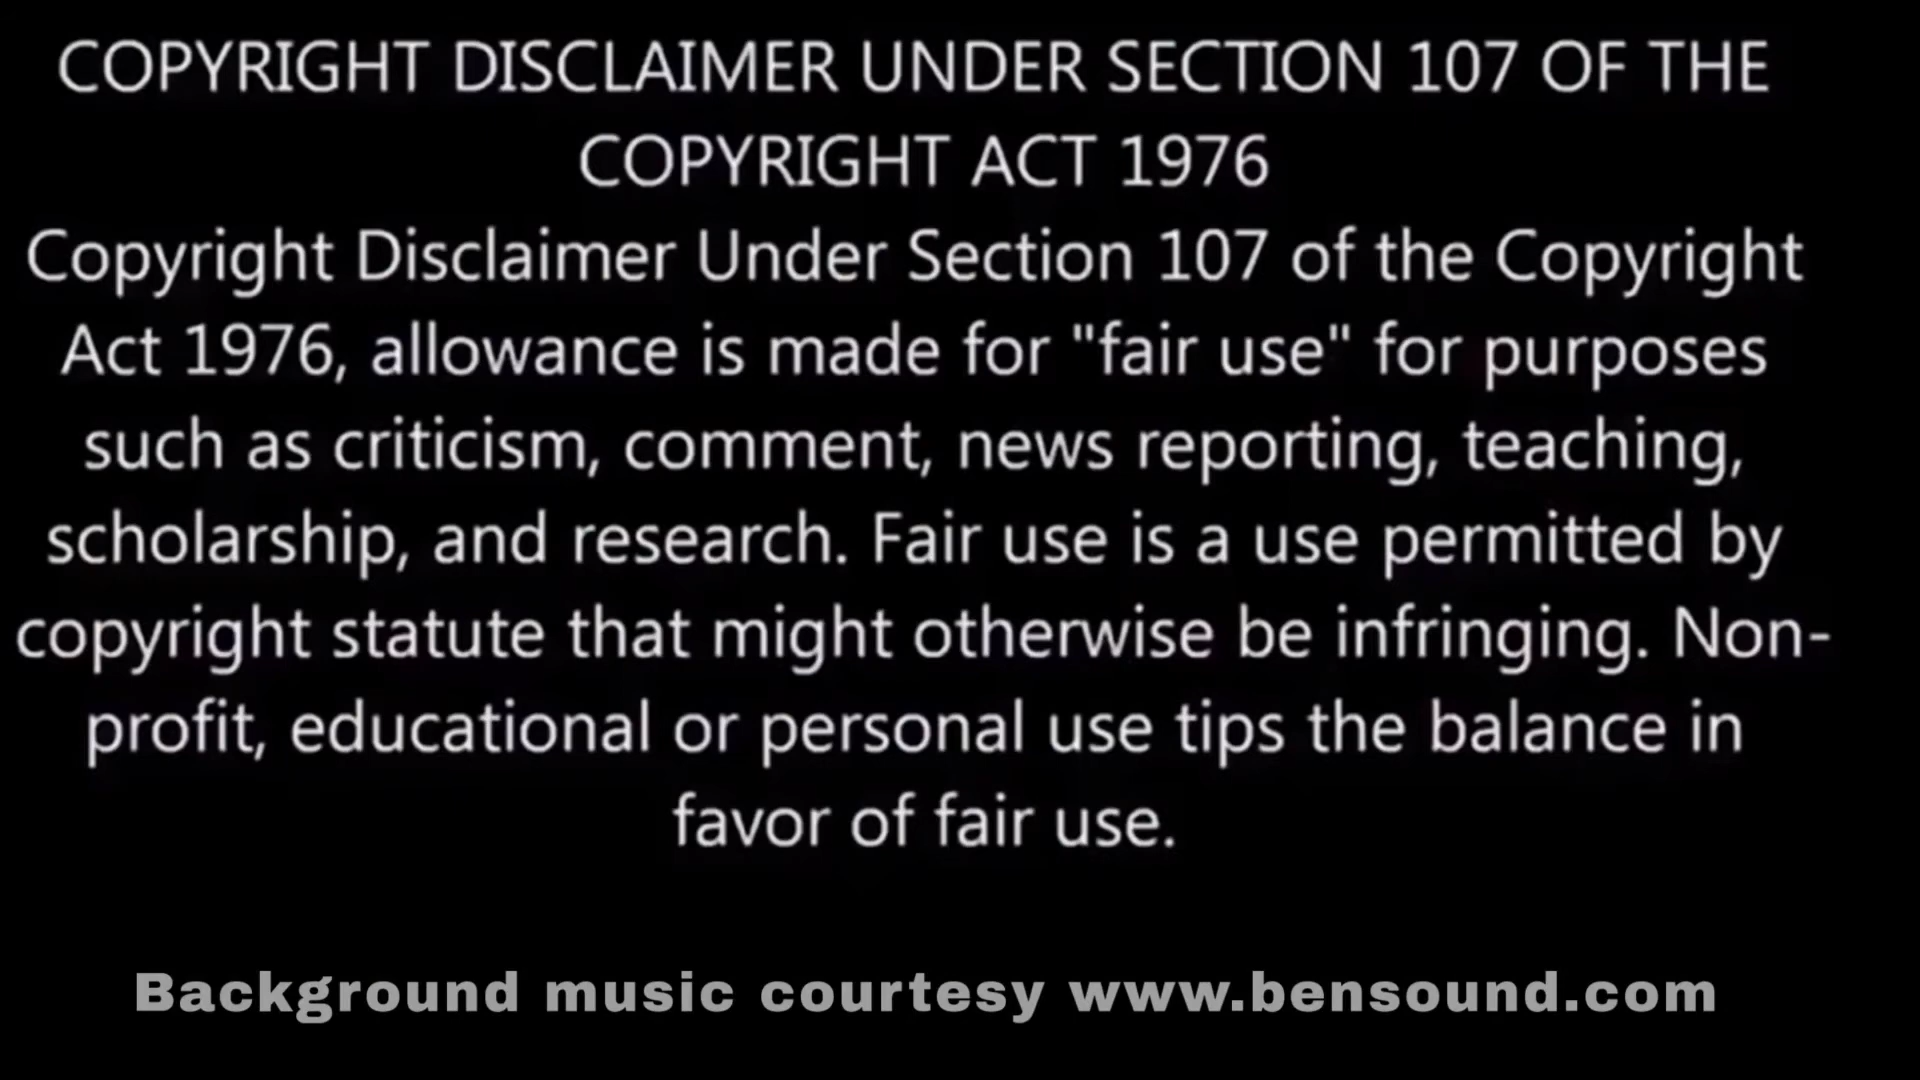 COPYRIGHT DISCLAIMER UNDER SECTION 107 OF THE
COPYRIGHT ACT 1976
Copyright Disclaimer Under Section 107 of the Copyright
Act 1976, allowance is made for "fair use" for purposes
such as criticism, comment, news reporting, teaching,
scholarship, and research. Fair use is a use permitted by
copyright statute that might otherwise be infringing. Non-
profit, educational or personal use tips the balance in
favor of fair use.
Background music courtesy www.bensound.com